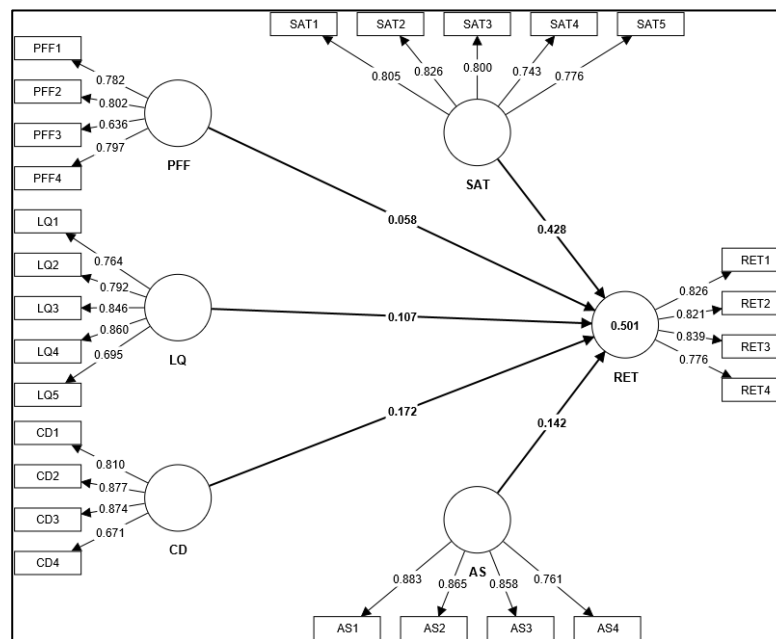 SAT1
SAT2
SAT3
SAT4
SAT5
0.805
0.826
0.800
0.743
0.776
SAT
PFF1
PFF2
PFF3
PFF4
0.782
0.802
0.636
0.797
PFF
0.058
0.428
LQ1
LQ2
LQ3
LQ4
LQ5
0.764
0.792
0.846
0.860
0.695
LQ
0.107
0.501
RET
RET1
RET2
RET3
RET4
0.826
0.821
0.839
0.776
CD1
CD2
CD3
CD4
0.810
0.877
0.874
0.671
CD
0.172
0.142
AS
0.883
0.865
0.858
0.761
AS1
AS2
AS3
AS4